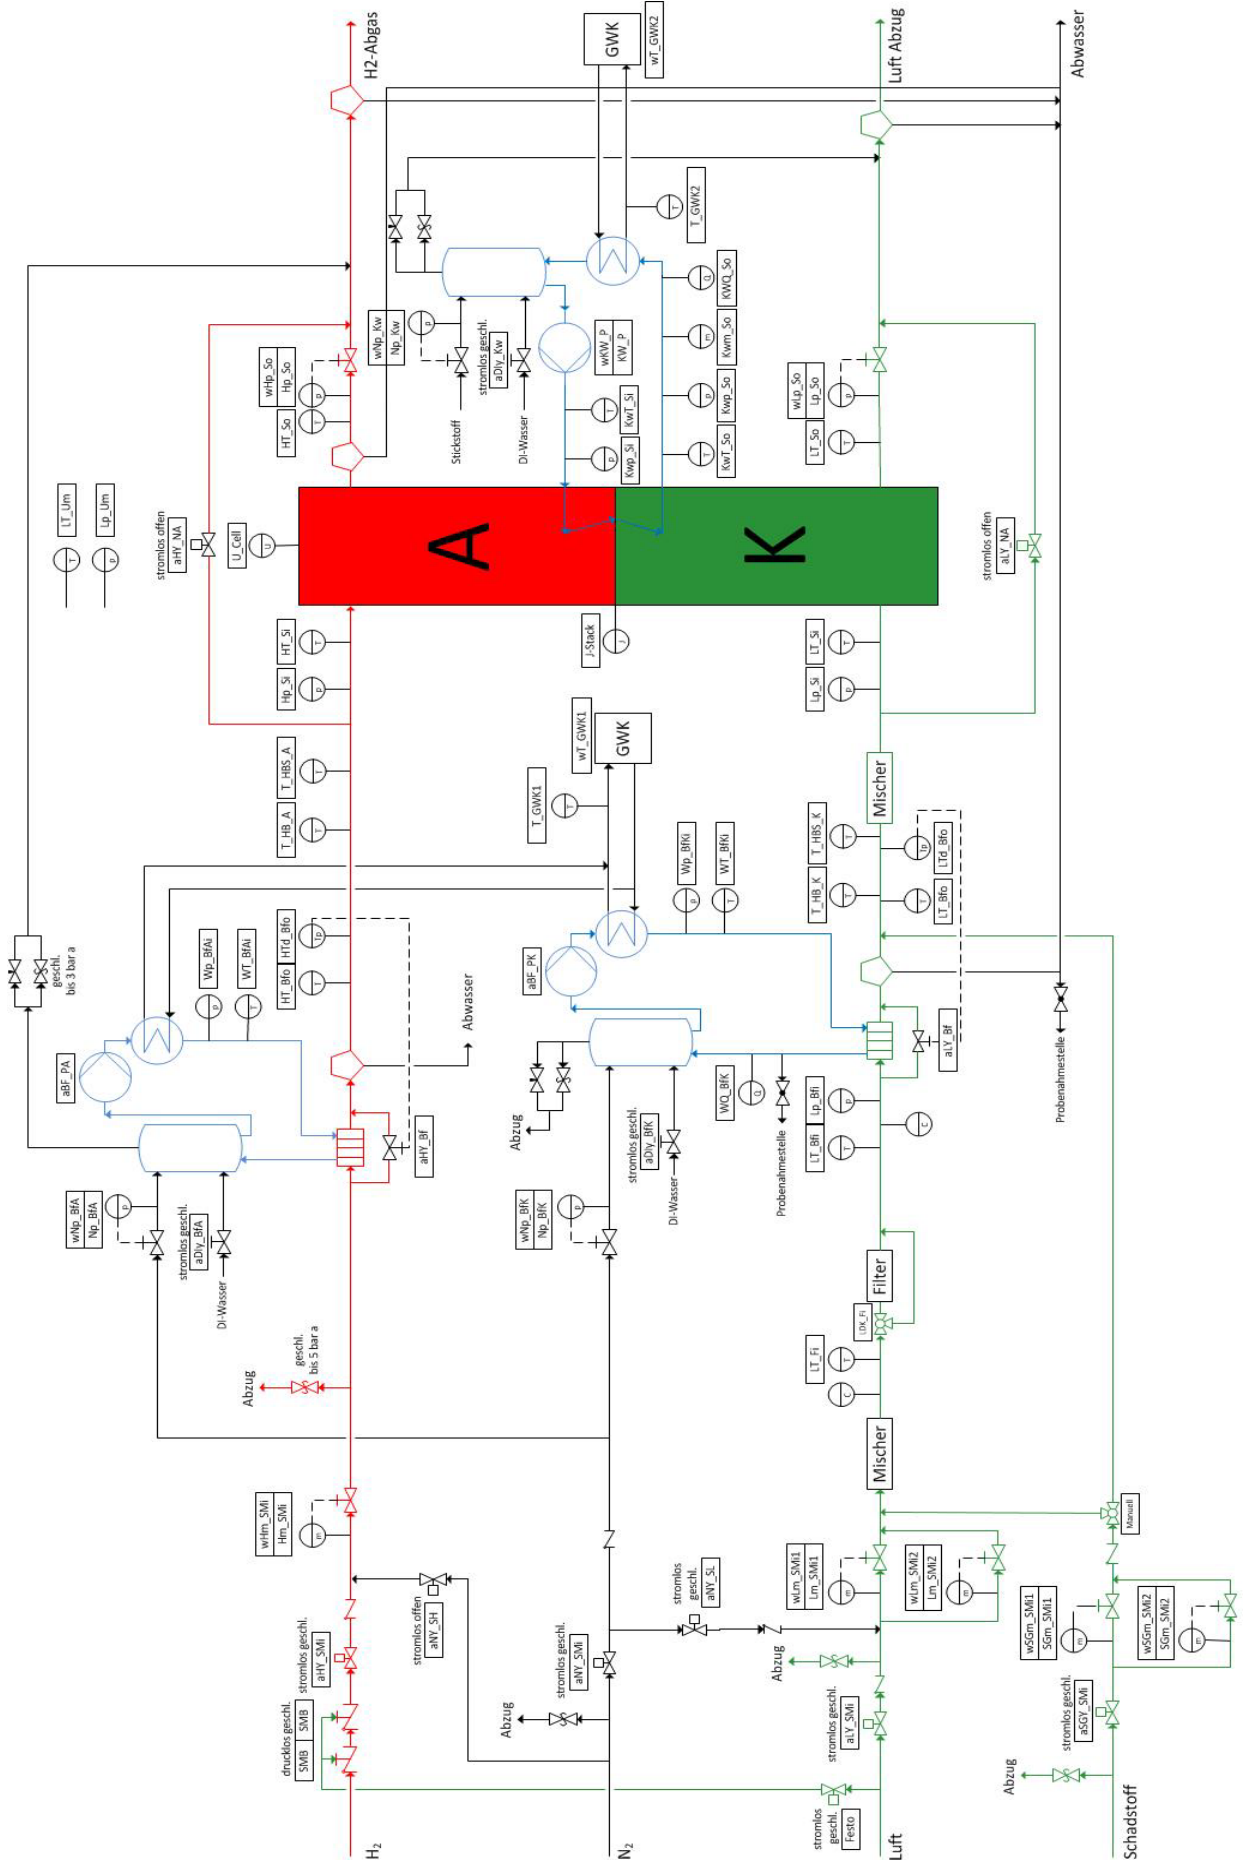 H2-Abgas
GWK
wT_GWK2
Luft Abzug
Abwasser
T
T_GWK2
wHp_So
Hp_So
HT_So
p
T
wNp_Kw
Np_Kw
p
Stickstoff
stromlos geschl.
aDIy_Kw
DI-Wasser
wKW_P
KW_P
T
KwT_Si
p
Kwp_Si
Q
KWQ_So
m
Kwm_So
p
Kwp_So
T
KwT_So
wLp_So
Lp_So
LT_So
p
T
LT_Um
T
Lp_Um
p
stromlos offen
aHY_NA
U_Cell
U
A
K
stromlos offen
aLY_NA
J-Stack
J
HT_Si
T
Hp_Si
p
LT_Si
T
Lp_Si
p
T_HBS_A
T
T_HB_A
T
wT_GWK1
GWK
T_GWK1
T
Mischer
T_HBS_K
T
T_HB_K
T
Tp
LTd_Bfo
T
LT_Bfo
Wp_BfKi
p
WT_BfKi
T
geschl.
bis 3 bar a
Wp_BfAi
p
WT_BfAi
T
HTd_Bfo
Tp
HT_Bfo
T
aBF_PA
Abwasser
aHY_Bf
aBF_PK
Abzug
WQ_BfK
Q
Probenahmestelle
aLY_Bf
Probenahmestelle
Lp_Bfi
p
LT_Bfi
T
C
wNp_BfA
Np_BfA
p
stromlos geschl.
aDIy_BfA
DI-Wasser
wNp_BfK
Np_BfK
p
stromlos geschl.
aDIy_BfK
DI-Wasser
Filter
LDK_Fi
LT_Fi
T
C
Mischer
Abzug
geschl.
bis 5 bar a
wHm_SMi
Hm_SMi
m
Manuell
stromlos
geschl.
aNY_SL
wLm_SMi1
Lm_SMi1
m
wLm_SMi2
Lm_SMi2
m
wSGm_SMi1
SGm_SMi1
m
wSGm_SMi2
SGm_SMi2
m
stromlos offen
aNY_SH
stromlos geschl.
aHY_SMi
drucklos geschl.
SMB
SMB
stromlos geschl.
aNY_SMi
Abzug
Abzug
stromlos geschl.
aLY_SMi
stromlos geschl.
aSGY_SMi
Abzug
stromlos
geschl.
Festo
H2
N2
Luft
Schadstoff